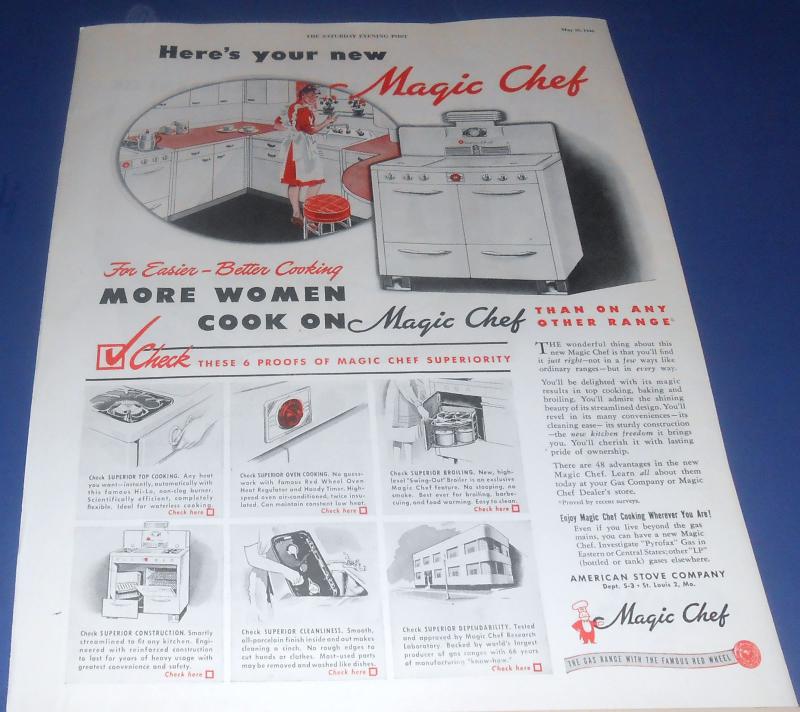 THE SATURDAY EVENING POST
Here's your new
Magic Chef
For Easier – Better Cooking
MORE WOMEN
COOK ON Magic Chef
THAN ON ANY
OTHER RANGE*
Check THESE 6 PROOFS OF MAGIC CHEF SUPERIORITY
Check SUPERIOR TOP COOKING. Any heat
you want—instantly, automatically with
this famous Hi-Lo, non-clog burner.
Scientifically efficient, completely
flexible. Ideal for waterless cooking.
Check here
Check SUPERIOR OVEN COOKING. No guess-
work with famous Red Wheel Oven
Heat Regulator and Handy Timer. High-
speed oven air-conditioned, twice insu-
lated. Can maintain constant low heat.
Check here
Check SUPERIOR BROILING. New, high-
level "Swing-Out" Broiler is an exclusive
Magic Chef feature. No stooping, no
smoke. Best ever for broiling, barbe-
cuing, and food warming. Easy to clean.
Check here
Check SUPERIOR CONSTRUCTION. Smartly
streamlined to fit any kitchen. Engi-
neered with reinforced construction
to last for years of heavy usage with
greatest convenience and safety.
Check here
Check SUPERIOR CLEANLINESS. Smooth,
all-porcelain finish inside and out makes
cleaning a cinch. No rough edges to
cut hands or clothes. Most-used parts
may be removed and washed like dishes.
Check here
Check SUPERIOR DEPENDABILITY. Tested
and approved by Magic Chef Research
Laboratory. Backed by world's largest
producer of gas ranges with 66 years
of manufacturing "know-how."
Check here
THE wonderful thing about this
new Magic Chef is that you'll find
it just right—not in a few ways like
ordinary ranges—but in every way.
You'll be delighted with its magic
results in top cooking, baking and
broiling. You'll admire the shining
beauty of its streamlined design. You'll
revel in its many conveniences—its
cleaning ease—its sturdy construction
—the new kitchen freedom it brings
you. You'll cherish it with lasting
pride of ownership.
There are 48 advantages in the new
Magic Chef. Learn all about them
today at your Gas Company or Magic
Chef Dealer's store.
*Proved by recent surveys.
Enjoy Magic Chef Cooking Wherever You Are!
Even if you live beyond the gas
mains, you can have a new Magic
Chef. Investigate "Pyrofax" Gas in
Eastern or Central States; other "LP"
(bottled or tank) gases elsewhere.
AMERICAN STOVE COMPANY
Dept. S-3 • St. Louis 2, Mo.
Magic Chef
THE GAS RANGE WITH THE FAMOUS RED WHEEL